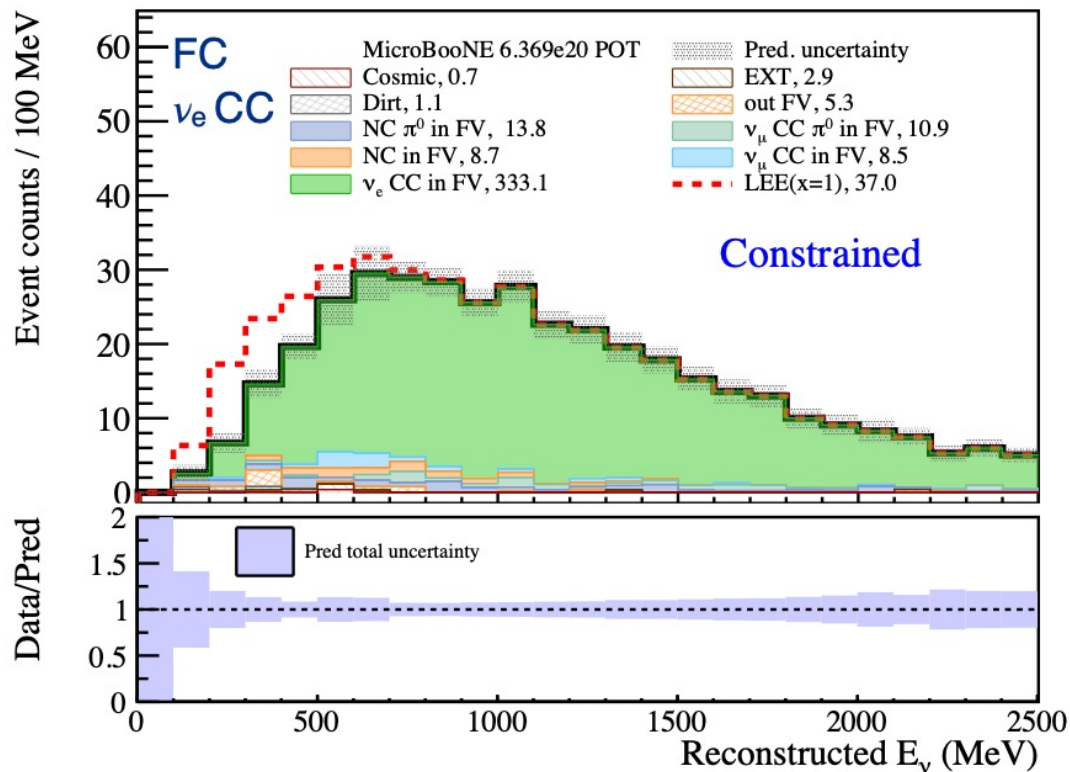 Event counts / 100 MeV
60
50
40
30
20
10
0
FC
νₑ CC
MicroBooNE 6.369e20 POT
Pred. uncertainty
Cosmic, 0.7
EXT, 2.9
Dirt, 1.1
out FV, 5.3
NC π⁰ in FV, 13.8
ν_μ CC π⁰ in FV, 10.9
NC in FV, 8.7
ν_μ CC in FV, 8.5
νₑ CC in FV, 333.1
LEE(x=1), 37.0
Constrained
Data/Pred
2
1.5
1
0.5
0
Pred total uncertainty
0 500 1000 1500 2000 2500
Reconstructed E_ν (MeV)